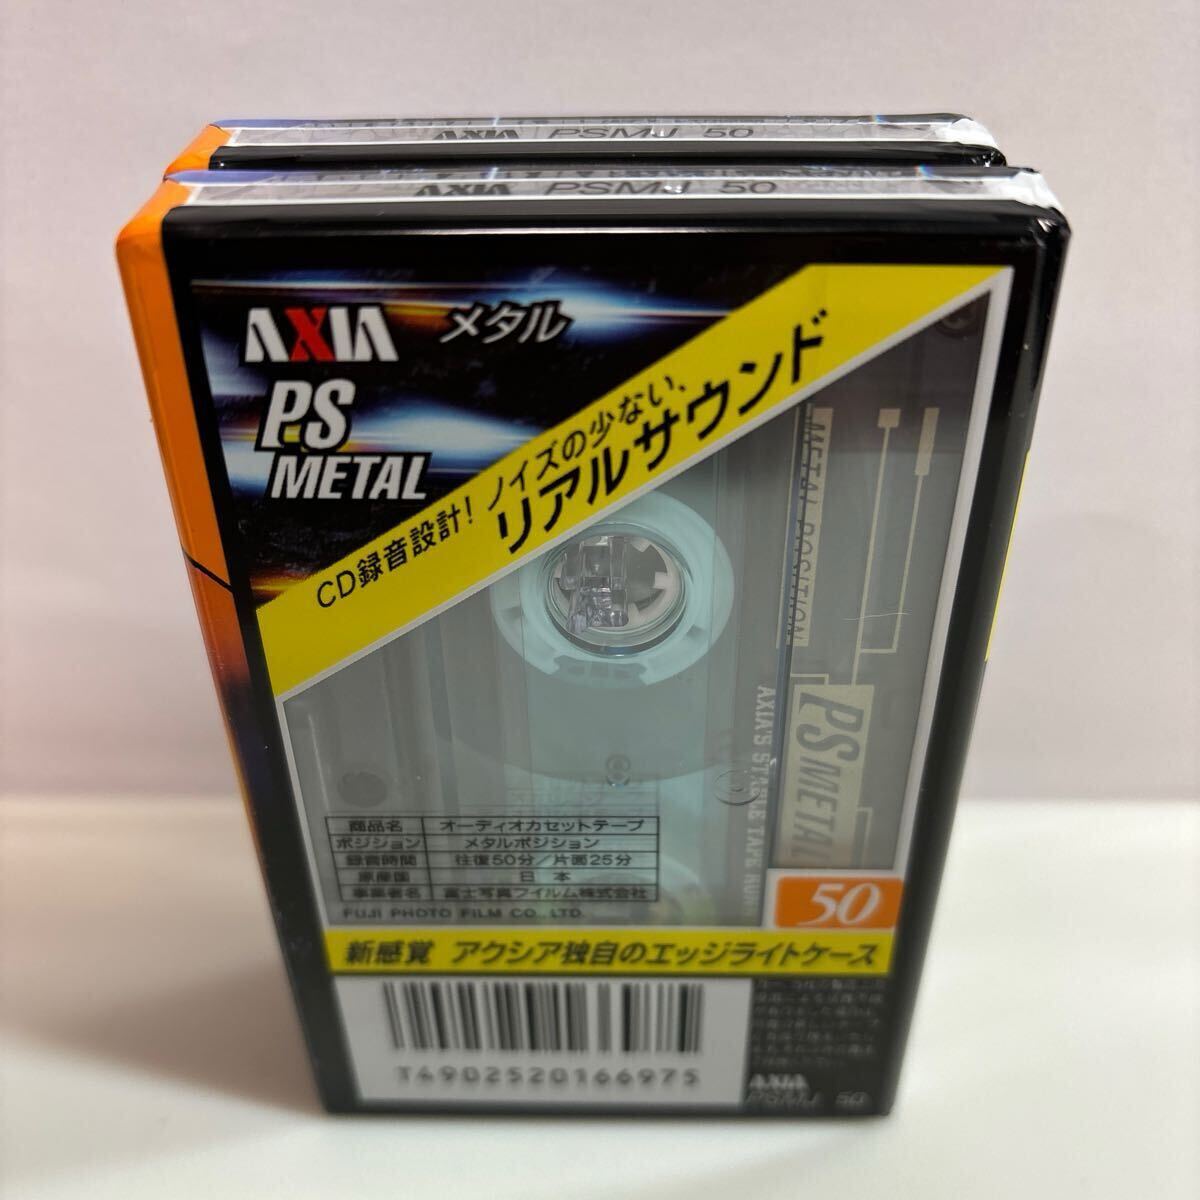 AXIA PSMJ 50
AXIA PSMJ 50
AXIA メタル
PS
METAL
CD録音設計! ノイズの少ない、
リアルサウンド
METAL POSITION
PS METAL
AXIA'S STABLE TAPE
商品名 オーディオカセットテープ
ポジション メタルポジション
録音時間 往復50分/片面25分
原産国 日本
事業者名 富士写真フイルム株式会社
FUJI PHOTO FILM CO., LTD.
50
新感覚 アクシア独自のエッジライトケース
T4902520166975
AXIA
PSMJ 50